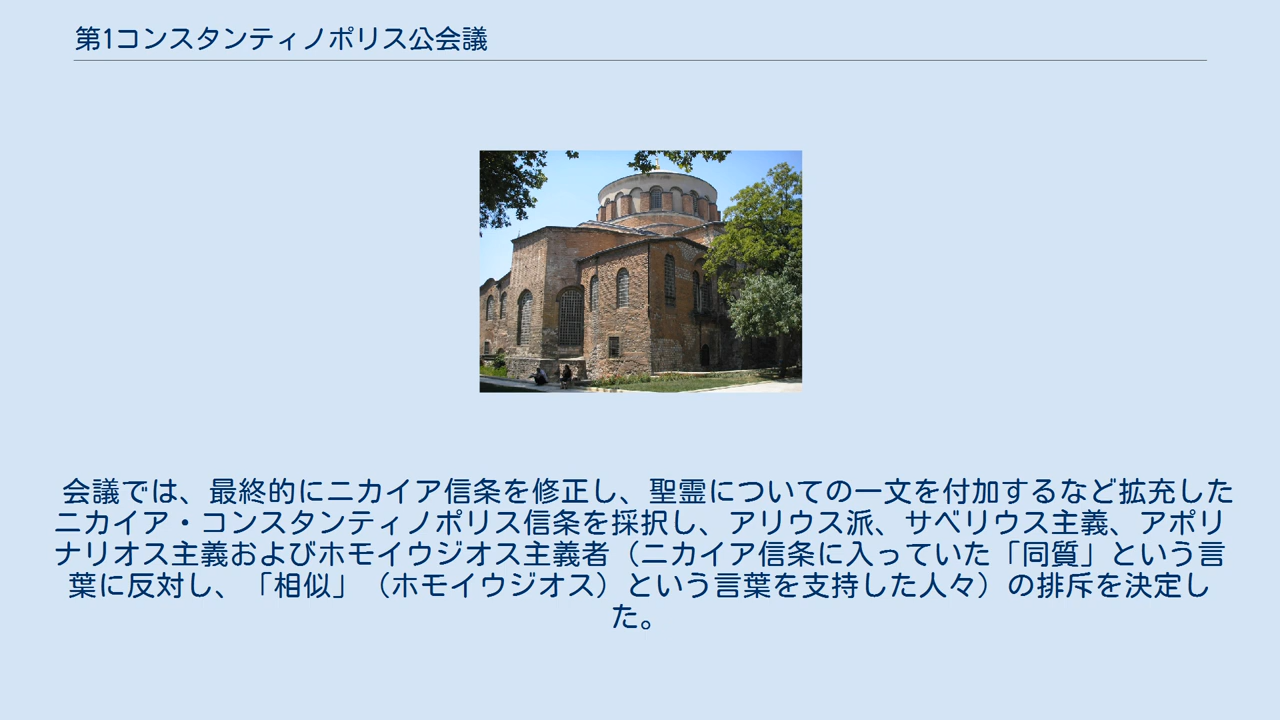 第1コンスタンティノポリス公会議
会議では、最終的にニカイア信条を修正し、聖霊についての一文を付加するなど拡充した
ニカイア・コンスタンティノポリス信条を採択し、アリウス派、サベリウス主義、アポリ
ナリオス主義およびホモイウジオス主義者（ニカイア信条に入っていた「同質」という言
葉に反対し、「相似」（ホモイウジオス）という言葉を支持した人々）の排斥を決定し
た。